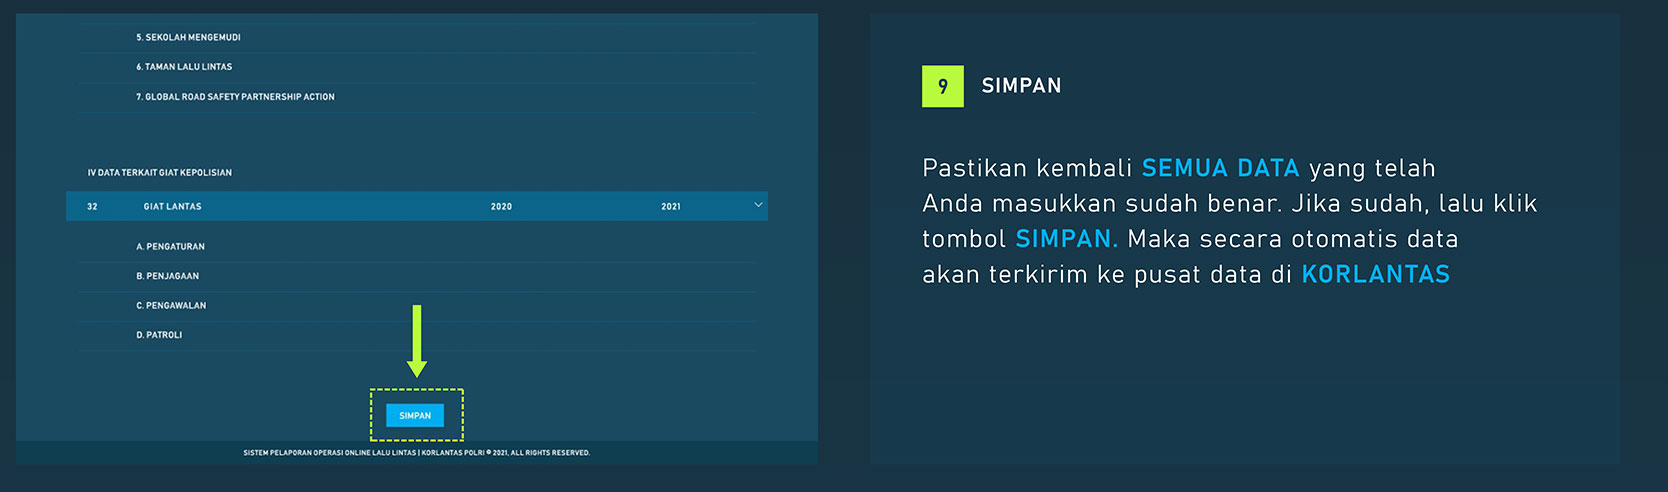 5. SEKOLAH MENGEMUDI
6. TAMAN LALU LINTAS
7. GLOBAL ROAD SAFETY PARTNERSHIP ACTION
IV DATA TERKAIT GIAT KEPOLISIAN
32 GIAT LANTAS 2020 2021
A. PENGATURAN
B. PENJAGAAN
C. PENGAWALAN
D. PATROLI
SIMPAN
SISTEM PELAPORAN OPERASI ONLINE LALU LINTAS | KORLANTAS POLRI © 2021, ALL RIGHTS RESERVED.
9 SIMPAN
Pastikan kembali SEMUA DATA yang telah
Anda masukkan sudah benar. Jika sudah, lalu klik
tombol SIMPAN. Maka secara otomatis data
akan terkirim ke pusat data di KORLANTAS